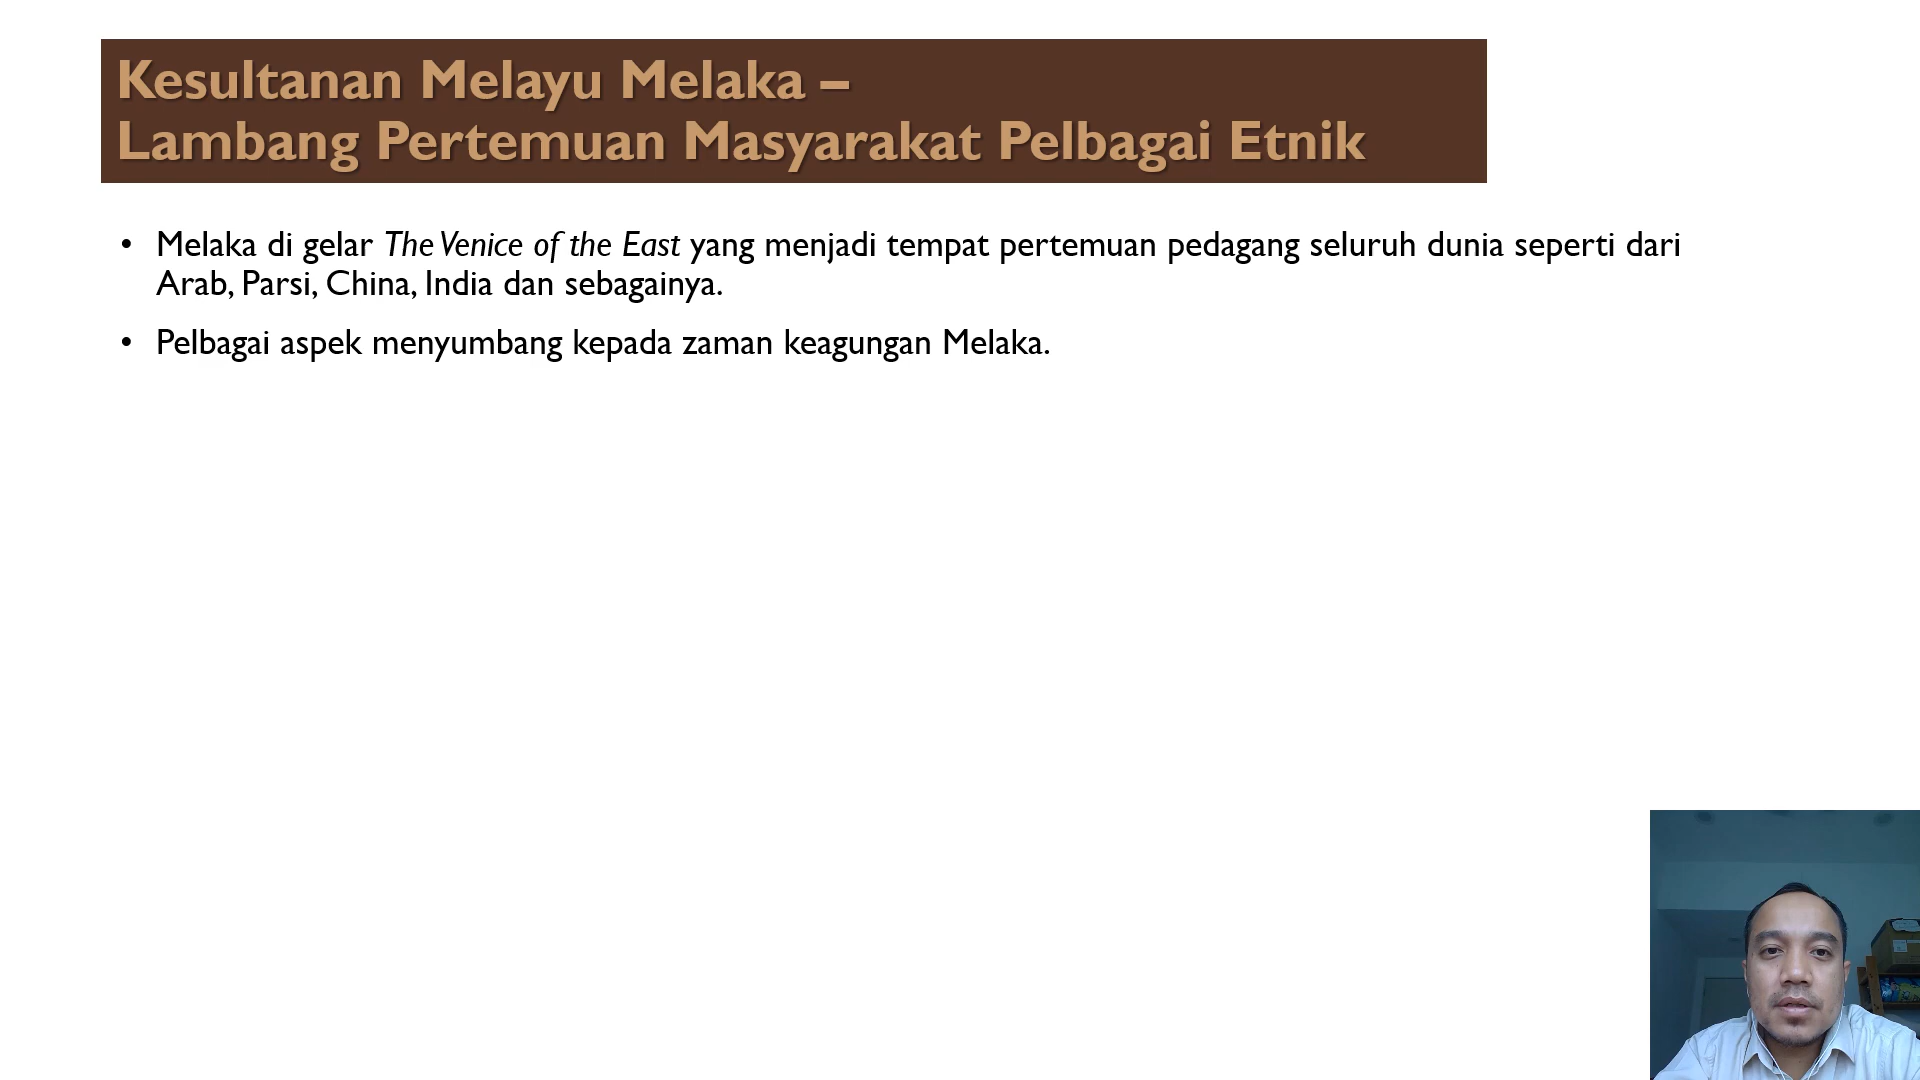 Kesultanan Melayu Melaka –
Lambang Pertemuan Masyarakat Pelbagai Etnik
• Melaka di gelar The Venice of the East yang menjadi tempat pertemuan pedagang seluruh dunia seperti dari
Arab, Parsi, China, India dan sebagainya.
• Pelbagai aspek menyumbang kepada zaman keagungan Melaka.